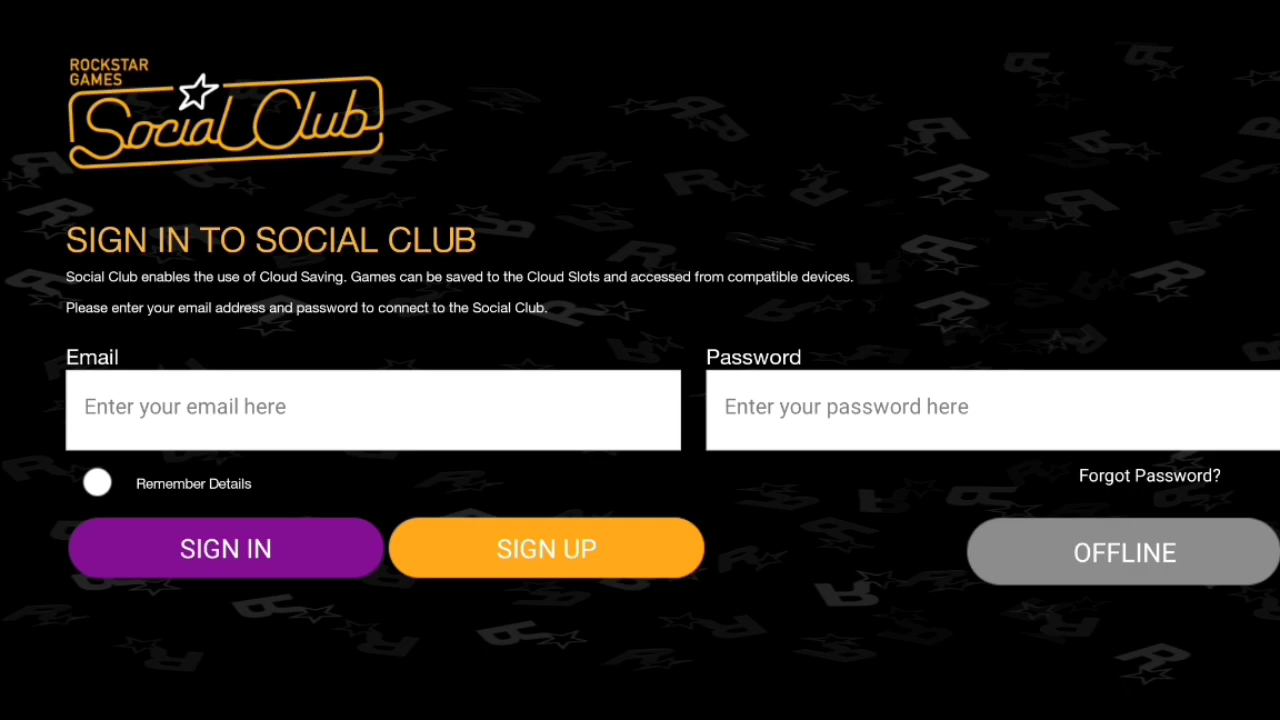 ROCKSTAR
GAMES
Social Club
SIGN IN TO SOCIAL CLUB
Social Club enables the use of Cloud Saving. Games can be saved to the Cloud Slots and accessed from compatible devices.
Please enter your email address and password to connect to the Social Club.
Email
Password
Enter your email here
Enter your password here
Remember Details
Forgot Password?
SIGN IN
SIGN UP
OFFLINE